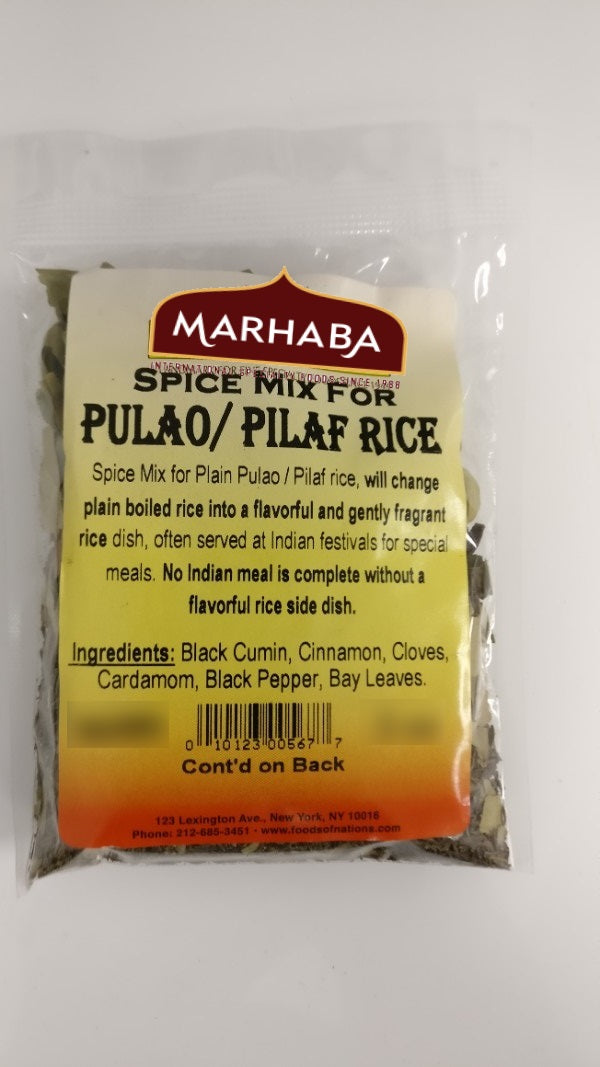 MARHABA
SINCE 1888
SPICE MIX FOR
PULAO/ PILAF RICE
Spice Mix for Plain Pulao / Pilaf rice, will change
plain boiled rice into a flavorful and gently fragrant
rice dish, often served at Indian festivals for special
meals. No Indian meal is complete without a
flavorful rice side dish.
Ingredients: Black Cumin, Cinnamon, Cloves,
Cardamom, Black Pepper, Bay Leaves.
0 10123 00567 7
Cont'd on Back
123 Lexington Ave., New York, NY 10016
Phone: 212-685-3451 - www.foodsofnations.com